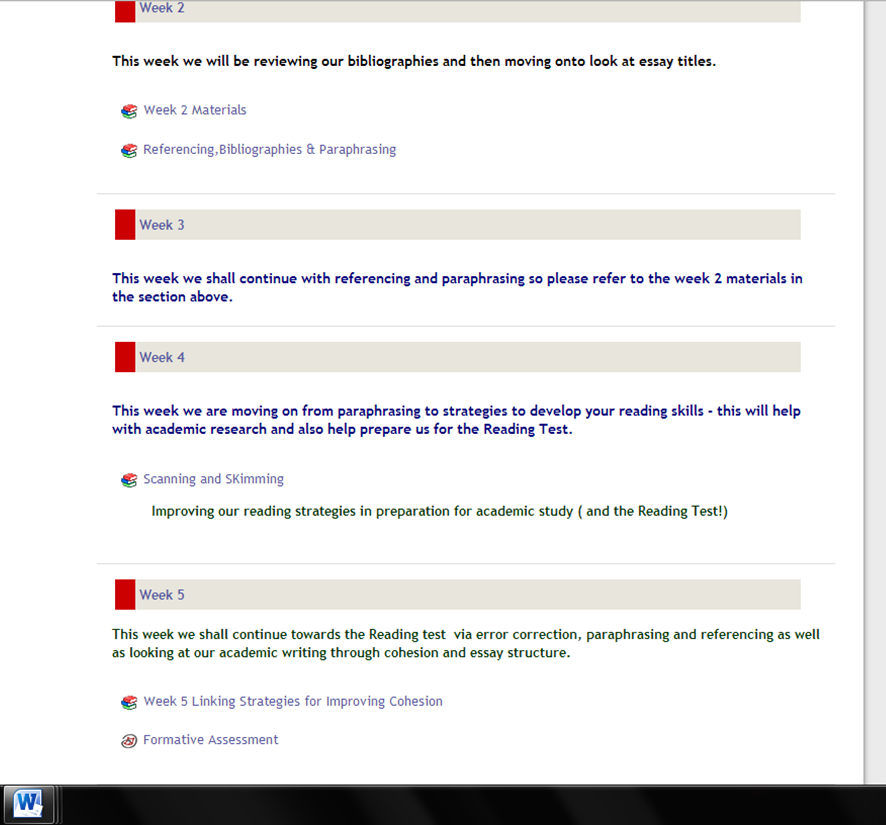 Week 2
This week we will be reviewing our bibliographies and then moving onto look at essay titles.
Week 2 Materials
Referencing,Bibliographies & Paraphrasing
Week 3
This week we shall continue with referencing and paraphrasing so please refer to the week 2 materials in
the section above.
Week 4
This week we are moving on from paraphrasing to strategies to develop your reading skills - this will help
with academic research and also help prepare us for the Reading Test.
Scanning and SKimming
Improving our reading strategies in preparation for academic study ( and the Reading Test!)
Week 5
This week we shall continue towards the Reading test  via error correction, paraphrasing and referencing as well
as looking at our academic writing through cohesion and essay structure.
Week 5 Linking Strategies for Improving Cohesion
Formative Assessment
W